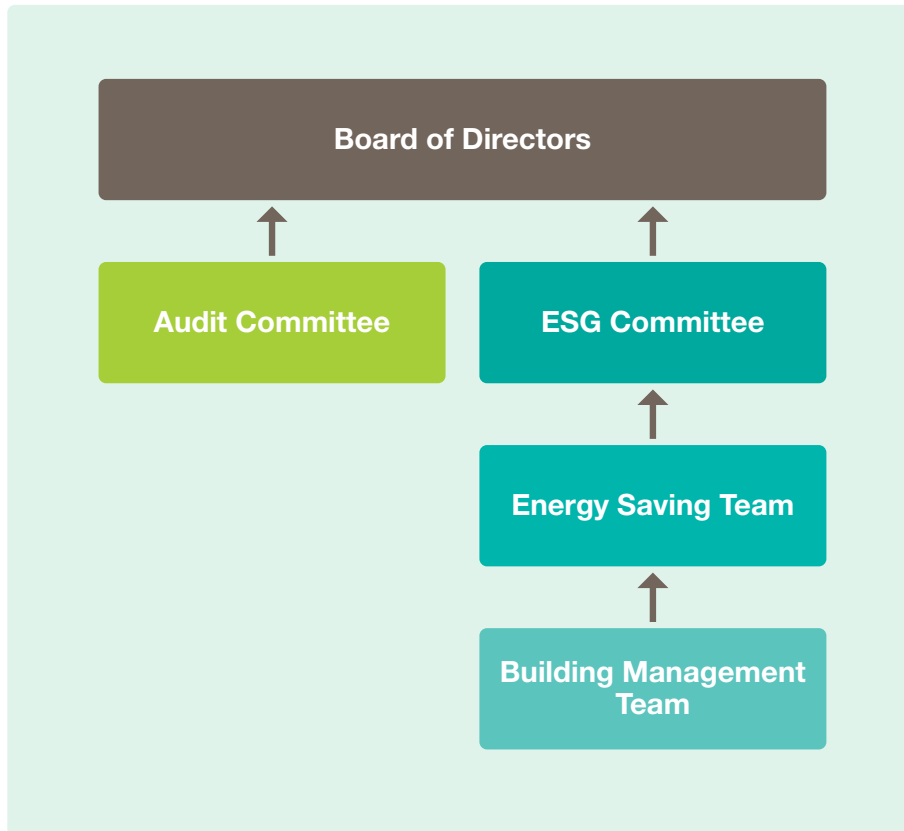 Board of Directors
Audit Committee
ESG Committee
Energy Saving Team
Building Management
Team